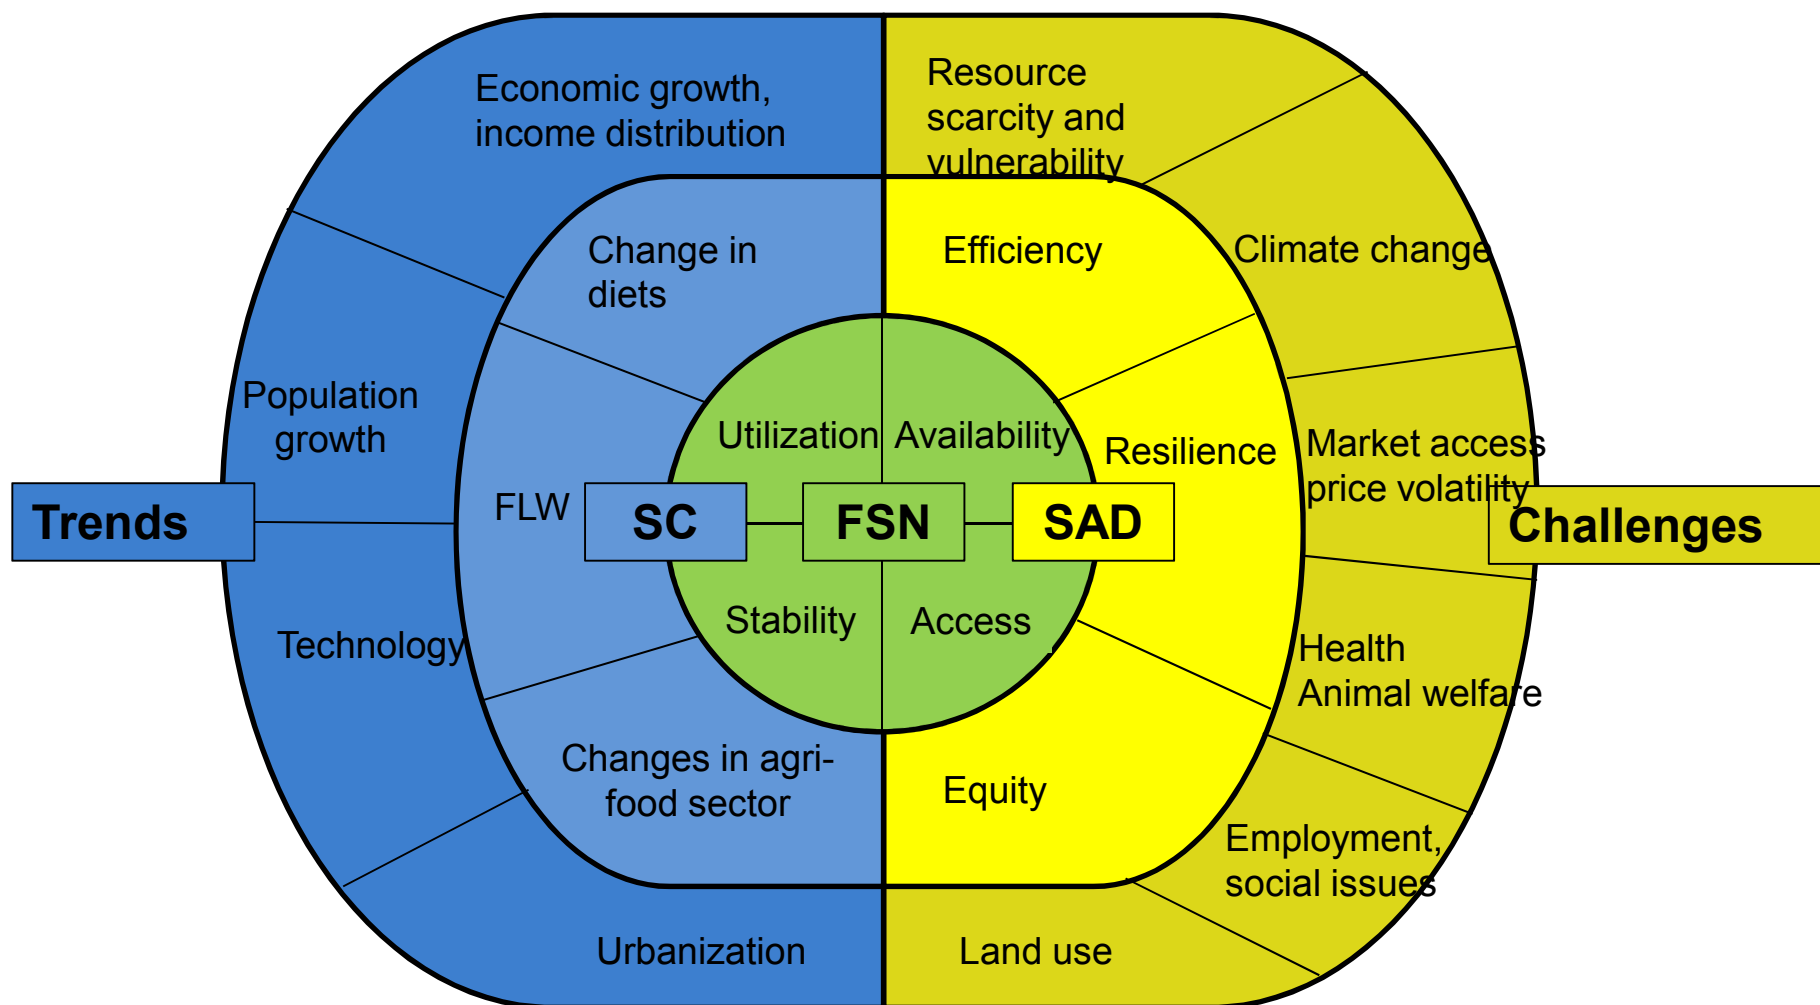 Economic growth,
income distribution
Resource
scarcity and
vulnerability
Change in
diets
Efficiency
Climate change
Population
growth
Utilization
Availability
Resilience
Market access
price volatility
Trends
FLW
SC
FSN
SAD
Challenges
Technology
Stability
Access
Health
Animal welfare
Changes in agri-
food sector
Equity
Employment,
social issues
Urbanization
Land use